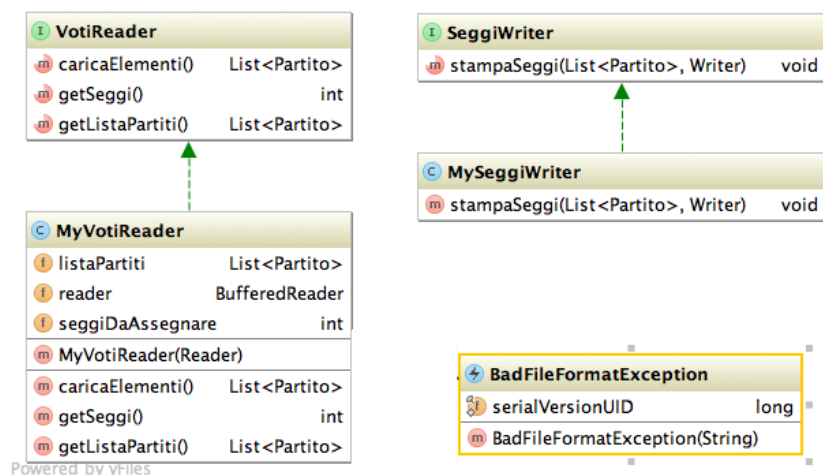 VotiReader
caricaElementi() List<Partito>
getSeggi() int
getListaPartiti() List<Partito>
SeggiWriter
stampaSeggi(List<Partito>, Writer) void
MySeggiWriter
stampaSeggi(List<Partito>, Writer) void
MyVotiReader
listaPartiti List<Partito>
reader BufferedReader
seggiDaAssegnare int
MyVotiReader(Reader)
caricaElementi() List<Partito>
getSeggi() int
getListaPartiti() List<Partito>
BadFileFormatException
serialVersionUID long
BadFileFormatException(String)
Powered by yFiles